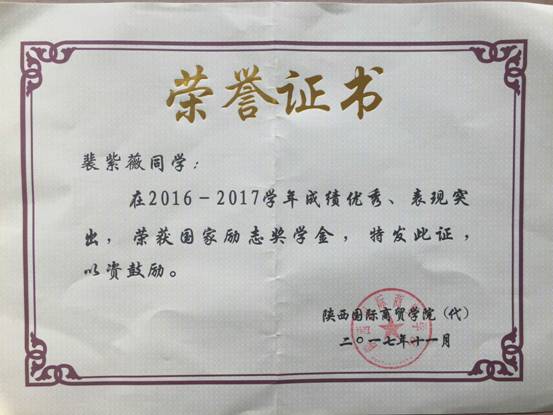 荣誉证书
裴紫薇同学：
在2016－2017学年成绩优秀、表现突
出，荣获国家励志奖学金，特发此证，
以资鼓励。
陕西国际商贸学院（代）
二〇一七年十一月